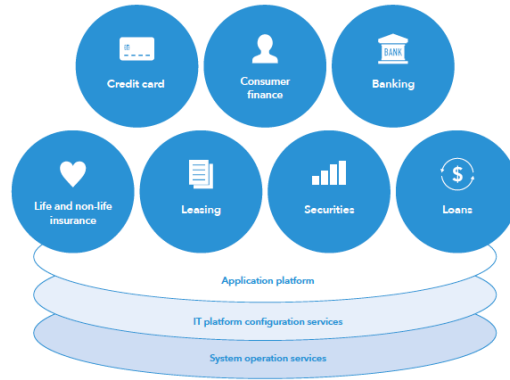 BANK
Credit card
Consumer
finance
Banking
$
Life and non-life
insurance
Leasing
Securities
Loans
Application platform
IT platform configuration services
System operation services